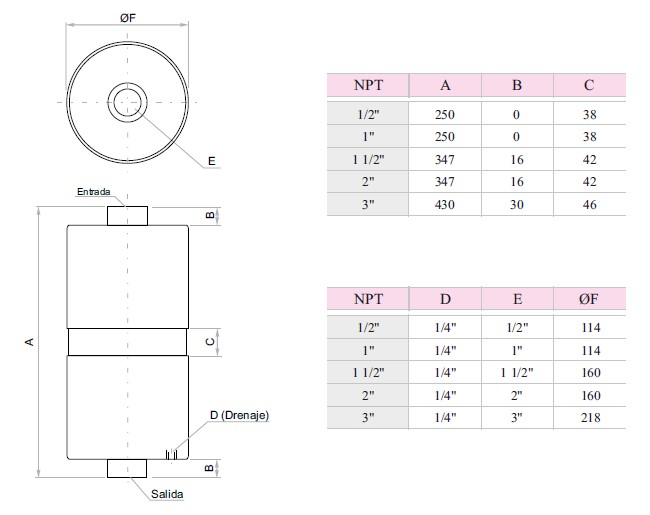 ØF
E
Entrada
B
A
C
D (Drenaje)
B
Salida
NPT A B C
1/2" 250 0 38
1" 250 0 38
1 1/2" 347 16 42
2" 347 16 42
3" 430 30 46
NPT D E ØF
1/2" 1/4" 1/2" 114
1" 1/4" 1" 114
1 1/2" 1/4" 1 1/2" 160
2" 1/4" 2" 160
3" 1/4" 3" 218